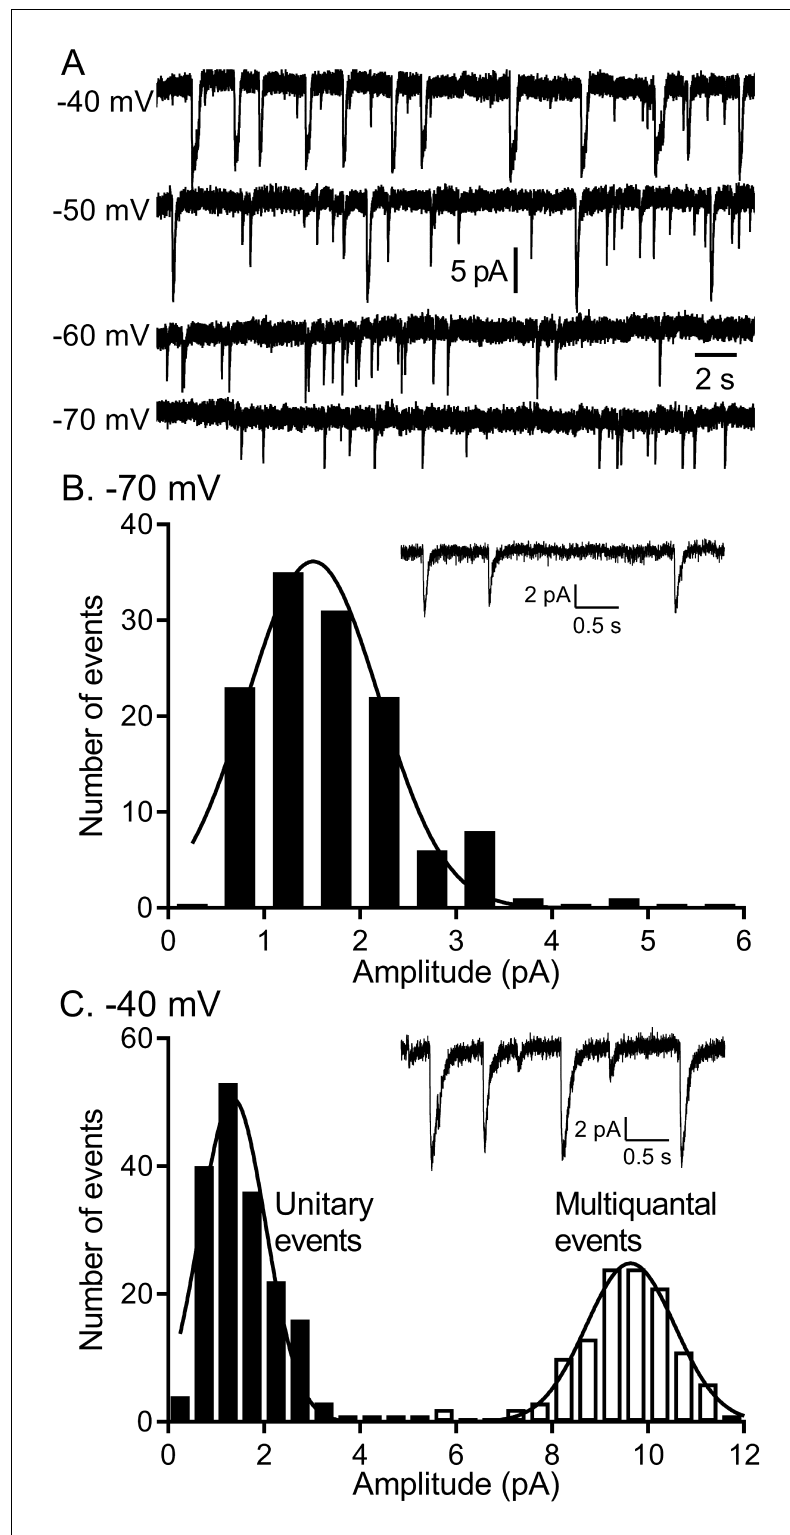 A
-40 mV
-50 mV
5 pA
-60 mV
2 s
-70 mV
B. -70 mV
40
30
20
10
0
Number of events
2 pA
0.5 s
0 1 2 3 4 5 6
Amplitude (pA)
C. -40 mV
60
40
20
0
Number of events
2 pA
0.5 s
Unitary
events
Multiquantal
events
0 2 4 6 8 10 12
Amplitude (pA)